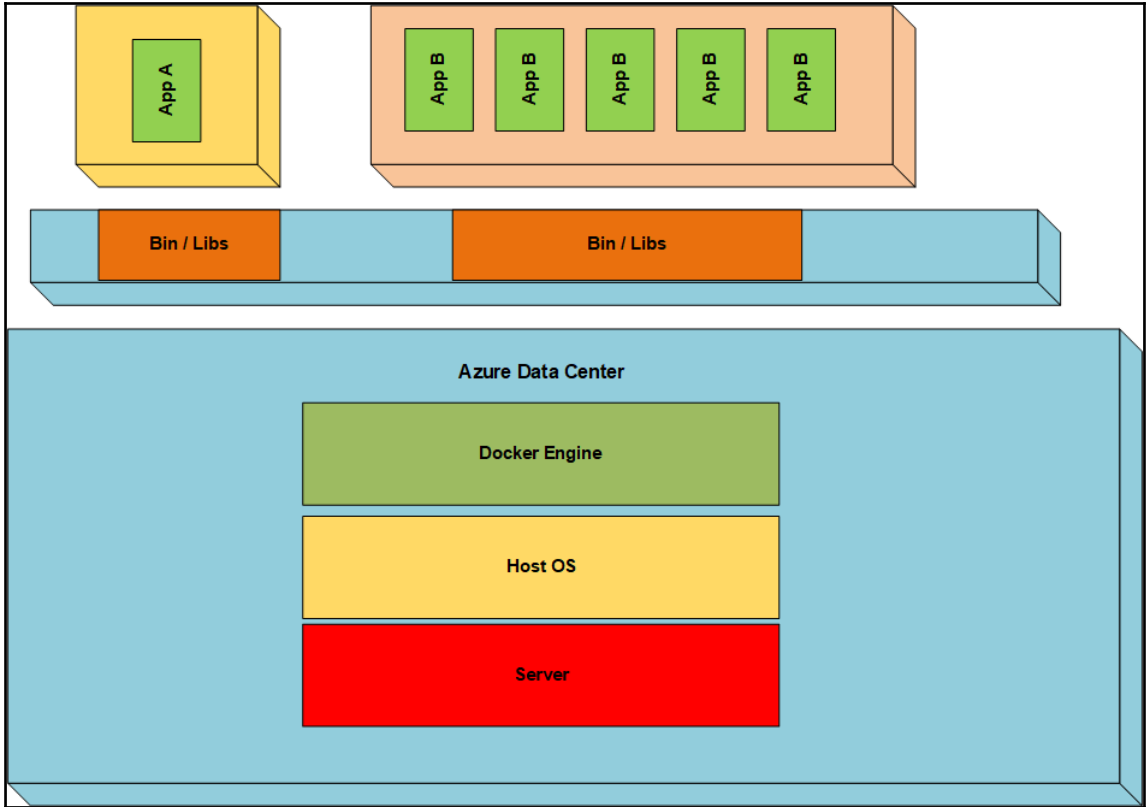 App A
App B
App B
App B
App B
App B
Bin / Libs
Bin / Libs
Azure Data Center
Docker Engine
Host OS
Server